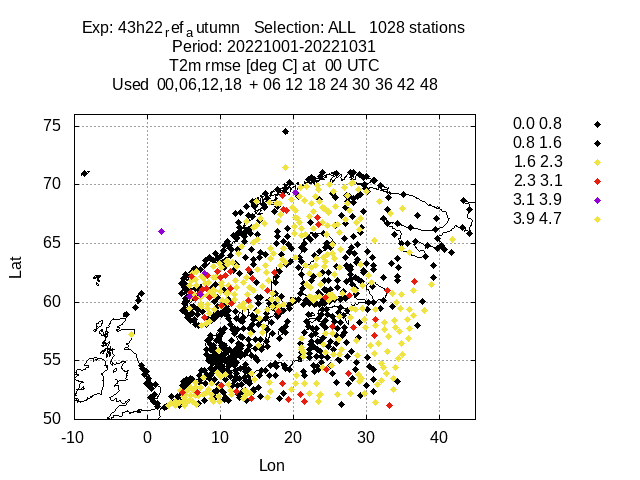 Exp: 43h22ref a utumn Selection: ALL 1028 stations
Period: 20221001-20221031
T2m rmse [deg C] at 00 UTC
Used 00,06,12,18 + 06 12 18 24 30 36 42 48
0.0 0.8
0.8 1.6
1.6 2.3
2.3 3.1
3.1 3.9
3.9 4.7
75
70
65
60
55
50
Lat
-10 0 10 20 30 40
Lon